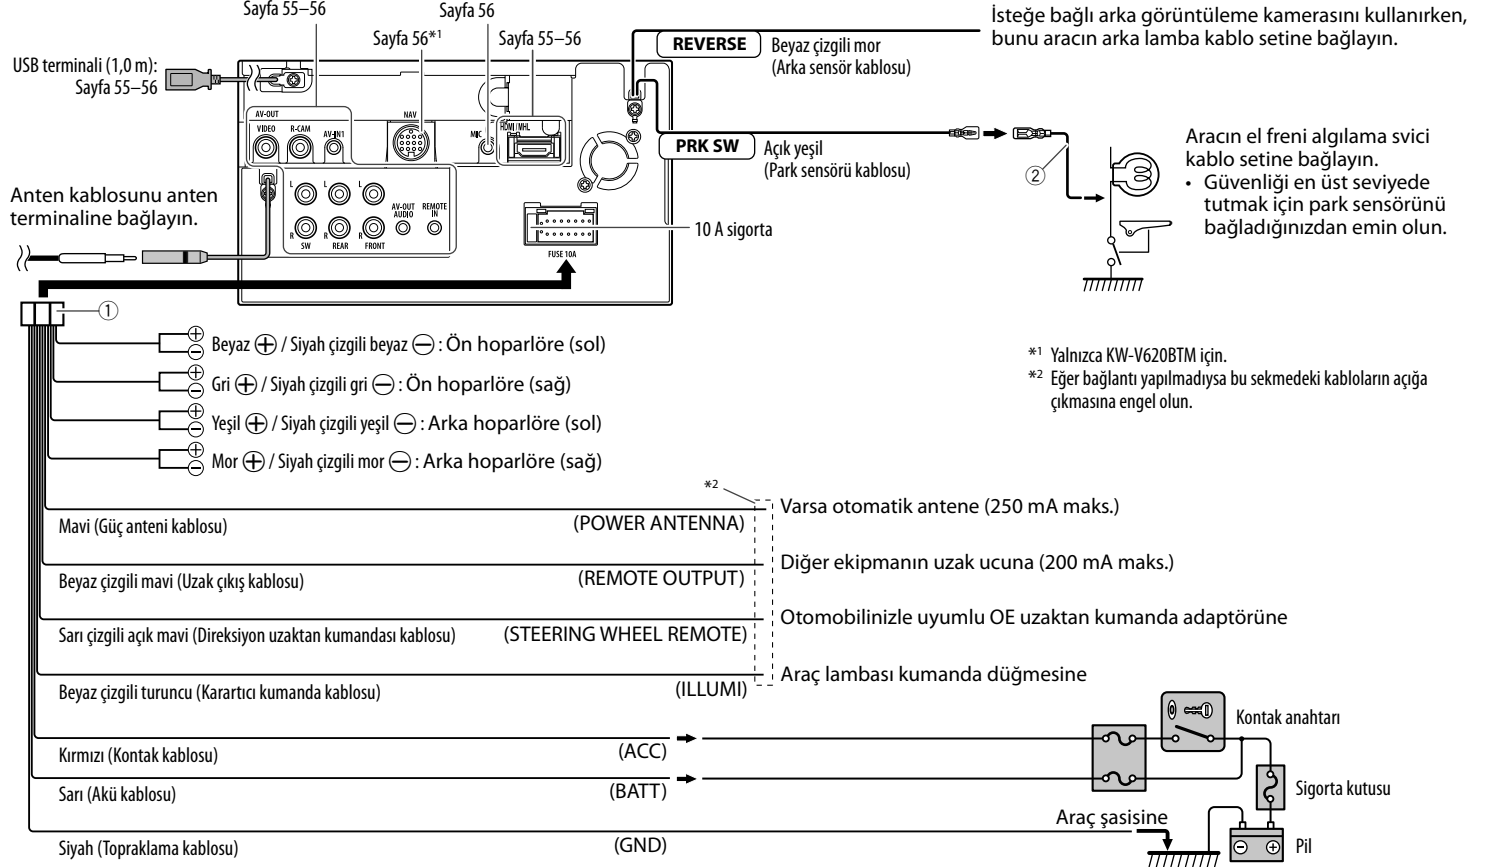 Sayfa 55–56
Sayfa 56
Sayfa 56*1
Sayfa 55–56
USB terminali (1,0 m):
Sayfa 55–56
REVERSE
Beyaz çizgili mor
(Arka sensör kablosu)
İsteğe bağlı arka görüntüleme kamerasını kullanırken,
bunu aracın arka lamba kablo setine bağlayın.
AV-OUT
VIDEO
R-CAM
AV-IN1
NAV
MIC
HDMI/MHL
PRK SW
Açık yeşil
(Park sensörü kablosu)
②
Aracın el freni algılama svici
kablo setine bağlayın.
• Güvenliği en üst seviyede
tutmak için park sensörünü
bağladığınızdan emin olun.
Anten kablosunu anten
terminaline bağlayın.
L
L
L
R
R
R
SW
REAR
FRONT
AV-OUT
AUDIO
REMOTE
IN
10 A sigorta
FUSE 10A
①
⊕
⊖
Beyaz ⊕ / Siyah çizgili beyaz ⊖ : Ön hoparlöre (sol)
⊕
⊖
Gri ⊕ / Siyah çizgili gri ⊖ : Ön hoparlöre (sağ)
⊕
⊖
Yeşil ⊕ / Siyah çizgili yeşil ⊖ : Arka hoparlöre (sol)
⊕
⊖
Mor ⊕ / Siyah çizgili mor ⊖ : Arka hoparlöre (sağ)
*1 Yalnızca KW-V620BTM için.
*2 Eğer bağlantı yapılmadıysa bu sekmedeki kabloların açığa
çıkmasına engel olun.
*2
Mavi (Güç anteni kablosu)
(POWER ANTENNA)
Varsa otomatik antene (250 mA maks.)
Beyaz çizgili mavi (Uzak çıkış kablosu)
(REMOTE OUTPUT)
Diğer ekipmanın uzak ucuna (200 mA maks.)
Sarı çizgili açık mavi (Direksiyon uzaktan kumandası kablosu)
(STEERING WHEEL REMOTE)
Otomobilinizle uyumlu OE uzaktan kumanda adaptörüne
Beyaz çizgili turuncu (Karartıcı kumanda kablosu)
(ILLUMI)
Araç lambası kumanda düğmesine
Kırmızı (Kontak kablosu)
(ACC)
Kontak anahtarı
Sarı (Akü kablosu)
(BATT)
Sigorta kutusu
Siyah (Topraklama kablosu)
(GND)
Araç şasisine
⊖
⊕
Pil